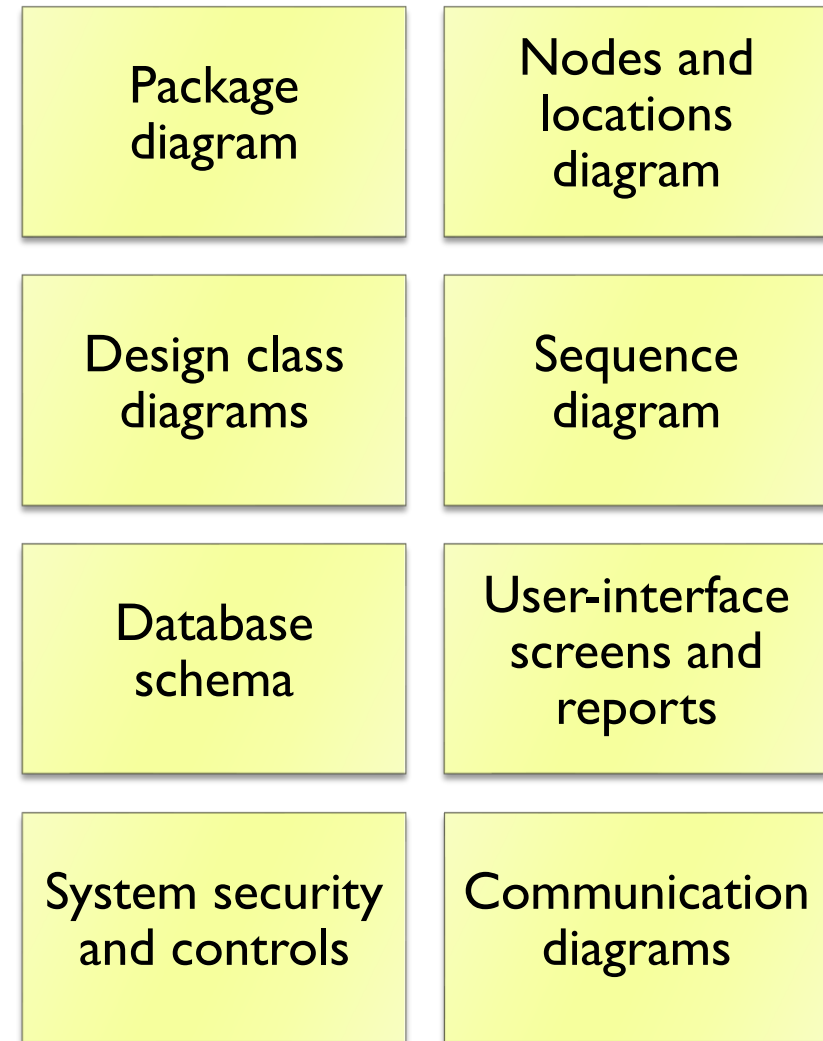 Package
diagram
Nodes and
locations
diagram
Design class
diagrams
Sequence
diagram
Database
schema
User-interface
screens and
reports
System security
and controls
Communication
diagrams